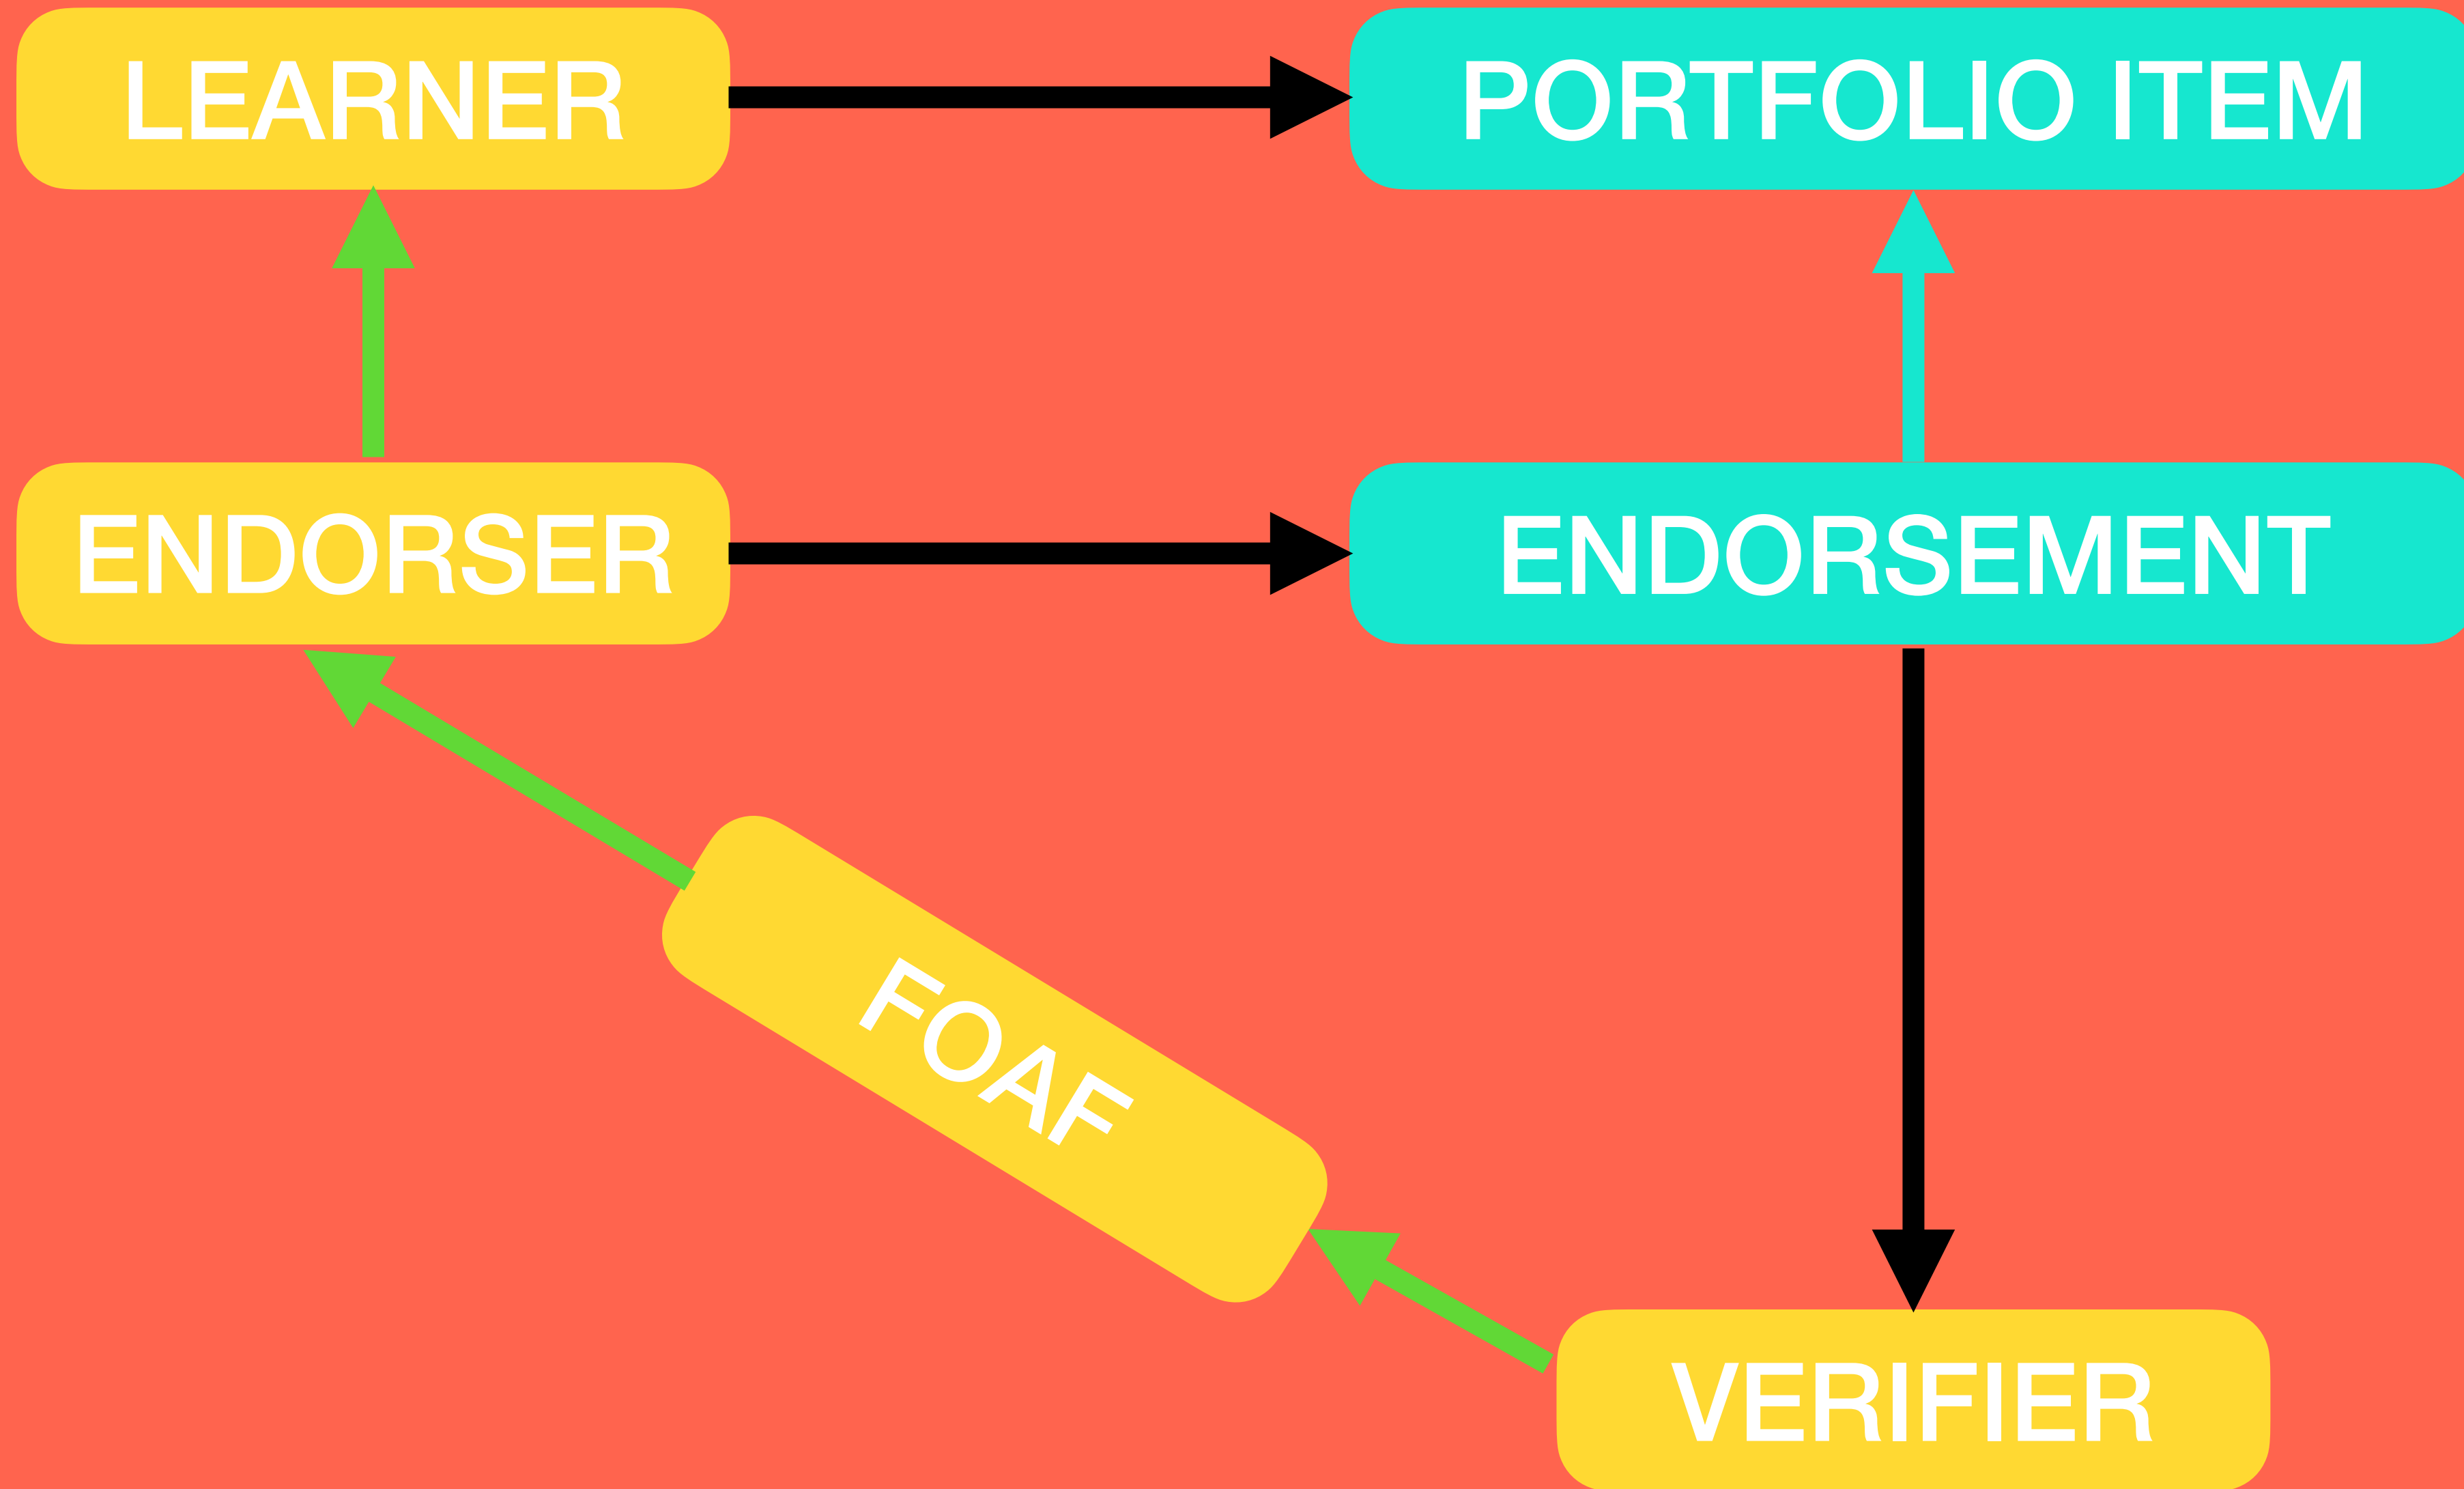 LEARNER
PORTFOLIO ITEM
ENDORSER
ENDORSEMENT
FOAF
VERIFIER